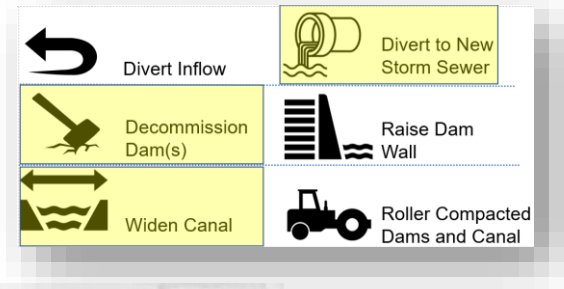 Divert Inflow
Divert to New
Storm Sewer
Decommission
Dam(s)
Raise Dam
Wall
Widen Canal
Roller Compacted
Dams and Canal